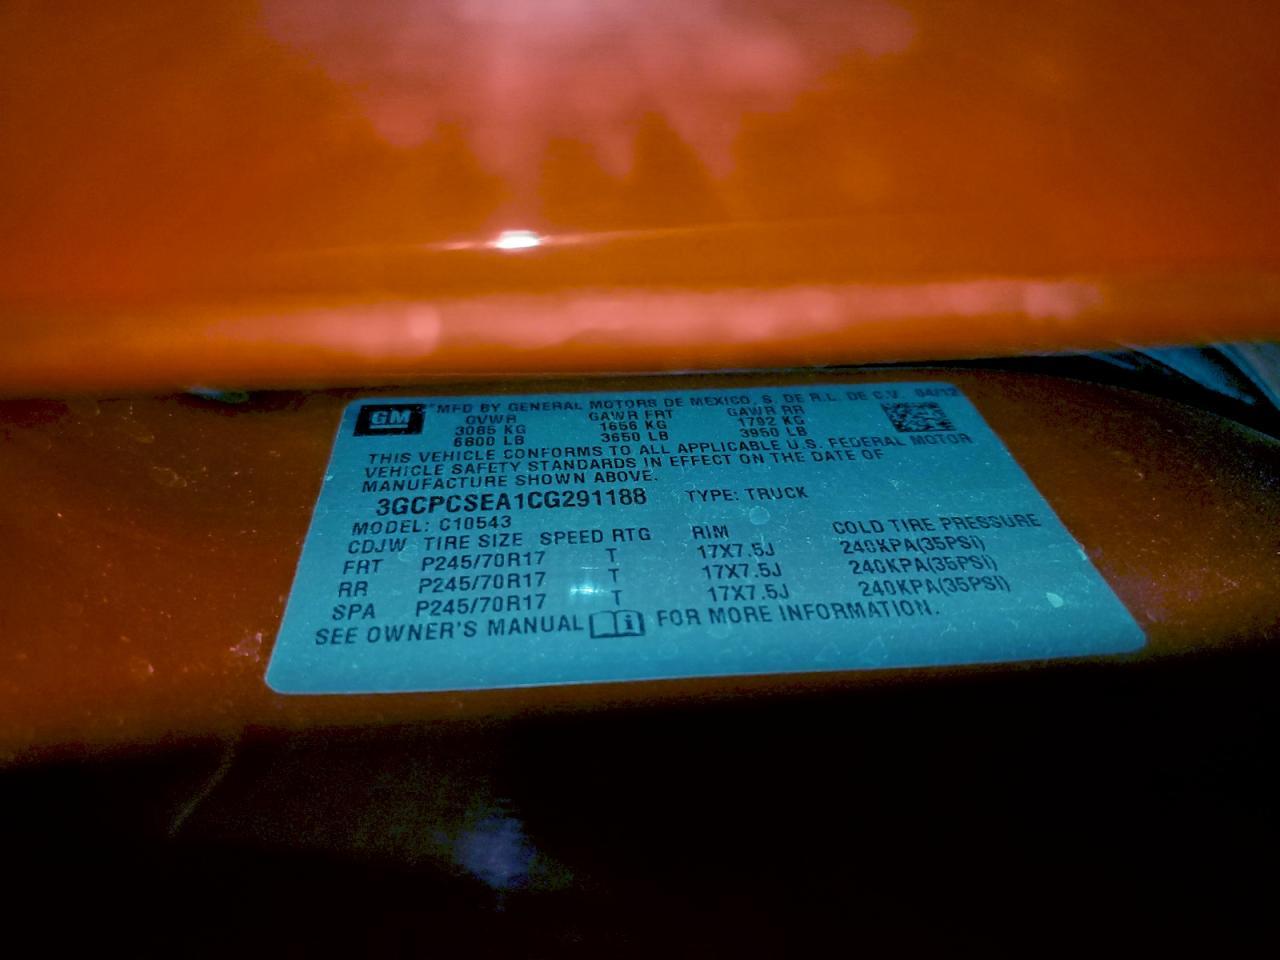 GM MFD BY GENERAL MOTORS DE MEXICO, S. DE R.L. DE C.V. 04/12
GVWR GAWR FRT GAWR RR
3085 KG 1656 KG 1792 KG
6800 LB 3650 LB 3950 LB
THIS VEHICLE CONFORMS TO ALL APPLICABLE U.S. FEDERAL MOTOR
VEHICLE SAFETY STANDARDS IN EFFECT ON THE DATE OF
MANUFACTURE SHOWN ABOVE.
3GCPCSEA1CG291188 TYPE: TRUCK
MODEL: C10543
CDJW TIRE SIZE SPEED RTG RIM COLD TIRE PRESSURE
FRT P245/70R17 T 17X7.5J 240KPA(35PSI)
RR P245/70R17 T 17X7.5J 240KPA(35PSI)
SPA P245/70R17 T 17X7.5J 240KPA(35PSI)
SEE OWNER'S MANUAL FOR MORE INFORMATION.